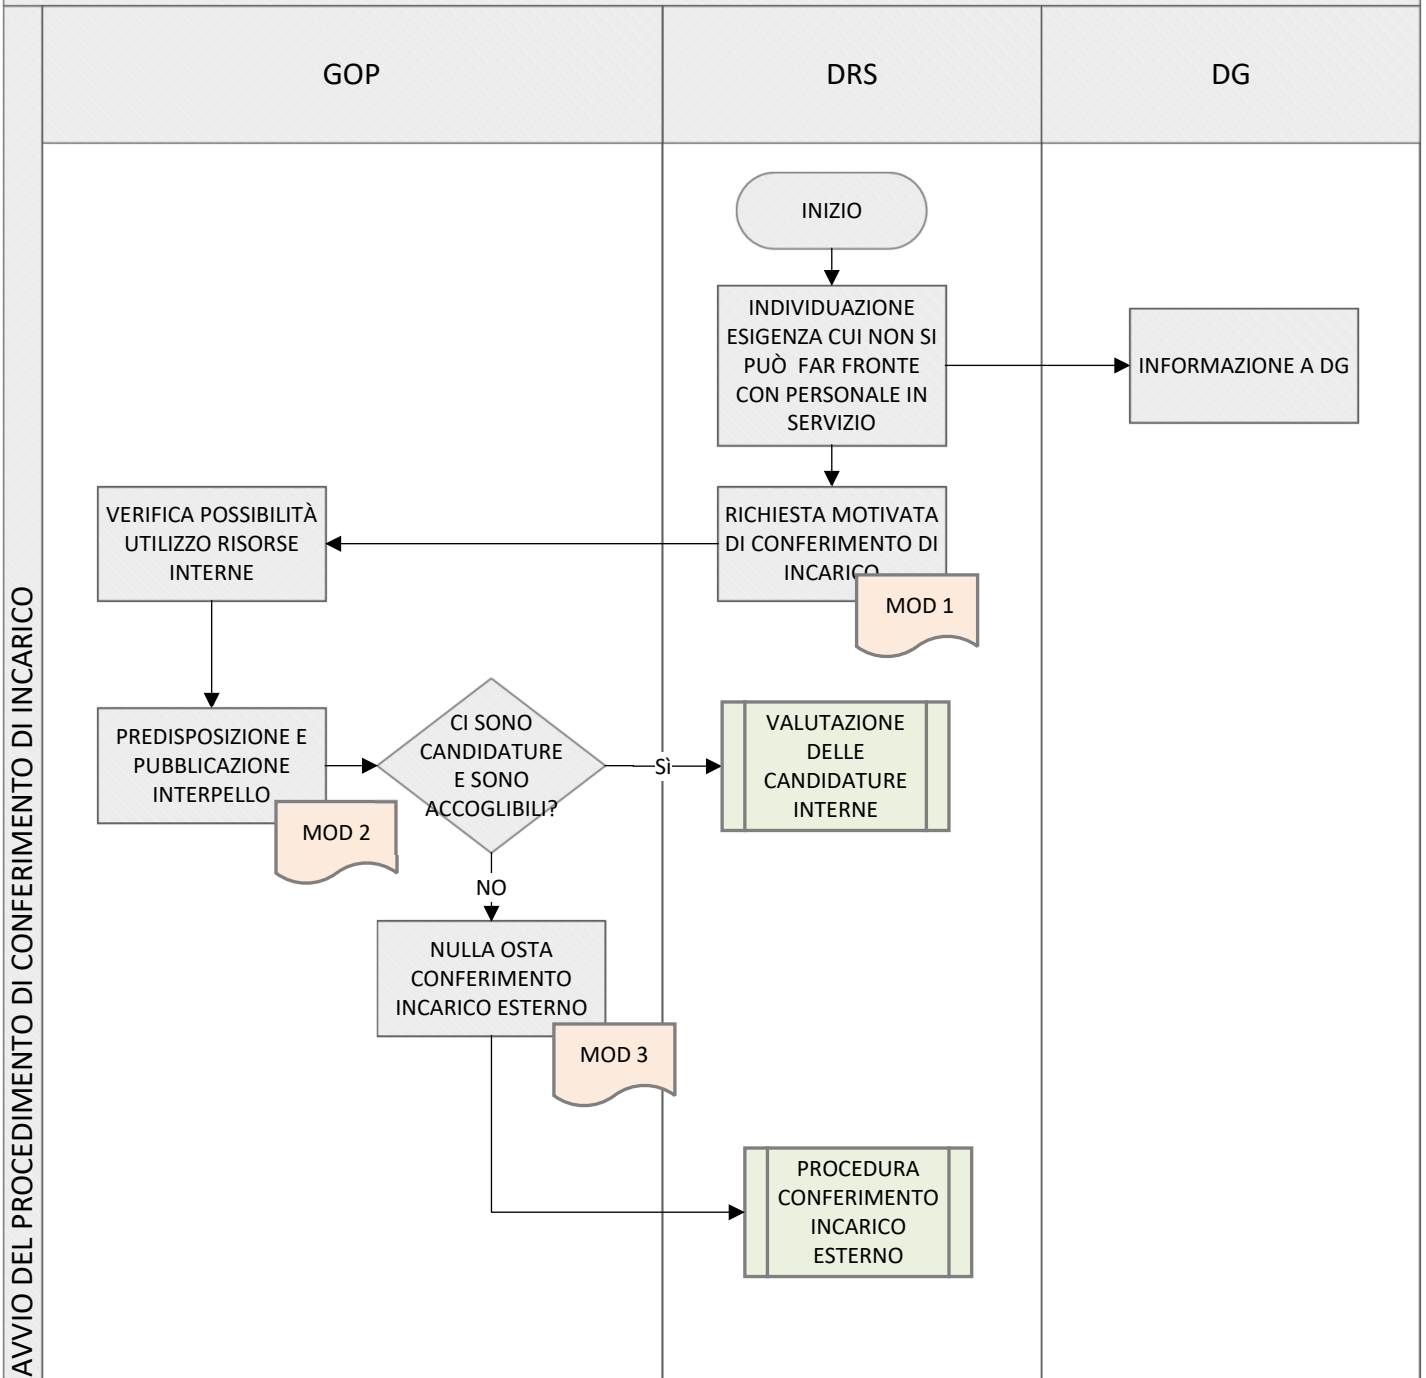 GOP
DRS
DG
AVVIO DEL PROCEDIMENTO DI CONFERIMENTO DI INCARICO
INIZIO
INDIVIDUAZIONE
ESIGENZA CUI NON SI
PUÒ FAR FRONTE
CON PERSONALE IN
SERVIZIO
INFORMAZIONE A DG
RICHIESTA MOTIVATA
DI CONFERIMENTO DI
INCARICO
MOD 1
VERIFICA POSSIBILITÀ
UTILIZZO RISORSE
INTERNE
PREDISPOSIZIONE E
PUBBLICAZIONE
INTERPELLO
MOD 2
CI SONO
CANDIDATURE
E SONO
ACCOGLIBILI?
Sì
VALUTAZIONE
DELLE
CANDIDATURE
INTERNE
NO
NULLA OSTA
CONFERIMENTO
INCARICO ESTERNO
MOD 3
PROCEDURA
CONFERIMENTO
INCARICO
ESTERNO